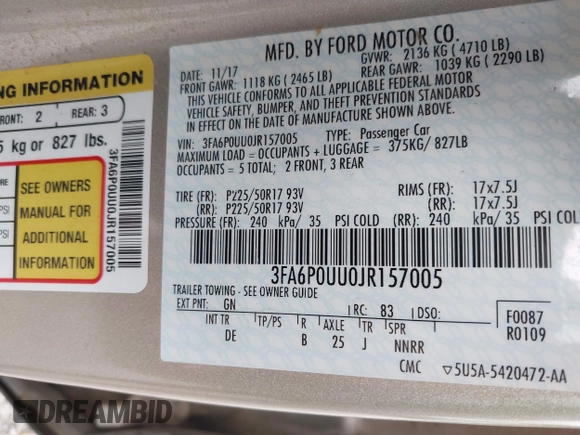 NG INFORMATION
FRONT: 2 REAR: 3
5 kg or 827 lbs.
SEE OWNERS
MANUAL FOR
ADDITIONAL
INFORMATION
PSI
PSI
3FA6P0UU0JR157005
MFD. BY FORD MOTOR CO.
DATE: 11/17 GVWR: 2136 KG ( 4710 LB)
FRONT GAWR: 1118 KG ( 2465 LB) REAR GAWR: 1039 KG ( 2290 LB)
THIS VEHICLE CONFORMS TO ALL APPLICABLE FEDERAL MOTOR
VEHICLE SAFETY, BUMPER, AND THEFT PREVENTION STANDARDS
IN EFFECT ON THE DATE OF MANUFACTURE SHOWN ABOVE.
VIN: 3FA6P0UU0JR157005 TYPE: Passenger Car
MAXIMUM LOAD = OCCUPANTS + LUGGAGE = 375KG/ 827LB
OCCUPANTS = 5 TOTAL; 2 FRONT, 3 REAR
TIRE (FR): P225/50R17 93V RIMS (FR): 17x7.5J
(RR): P225/50R17 93V (RR): 17x7.5J
PRESSURE (FR): 240 kPa/ 35 PSI COLD (RR): 240 kPa/ 35 PSI COLD
3FA6P0UU0JR157005
TRAILER TOWING - SEE OWNER GUIDE
EXT PNT: GN RC: 83 DSO: F0087
INT TR TP/PS R AXLE TR SPR R0109
DE B 25 J NNRR
CMC ▽5U5A-5420472-AA
DREAMBID